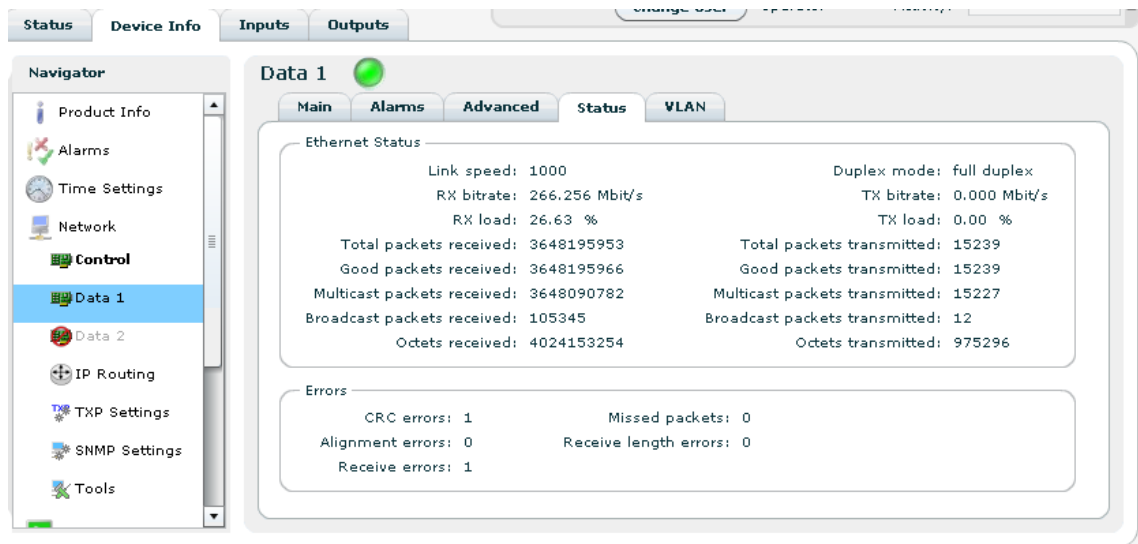 Change User
Status Device Info Inputs Outputs
Navigator
Product Info
Alarms
Time Settings
Network
Control
Data 1
Data 2
IP Routing
TXP Settings
SNMP Settings
Tools
Data 1
Main Alarms Advanced Status VLAN
Ethernet Status
Link speed: 1000 Duplex mode: full duplex
RX bitrate: 266.256 Mbit/s TX bitrate: 0.000 Mbit/s
RX load: 26.63 % TX load: 0.00 %
Total packets received: 3648195953 Total packets transmitted: 15239
Good packets received: 3648195966 Good packets transmitted: 15239
Multicast packets received: 3648090782 Multicast packets transmitted: 15227
Broadcast packets received: 105345 Broadcast packets transmitted: 12
Octets received: 4024153254 Octets transmitted: 975296
Errors
CRC errors: 1 Missed packets: 0
Alignment errors: 0 Receive length errors: 0
Receive errors: 1